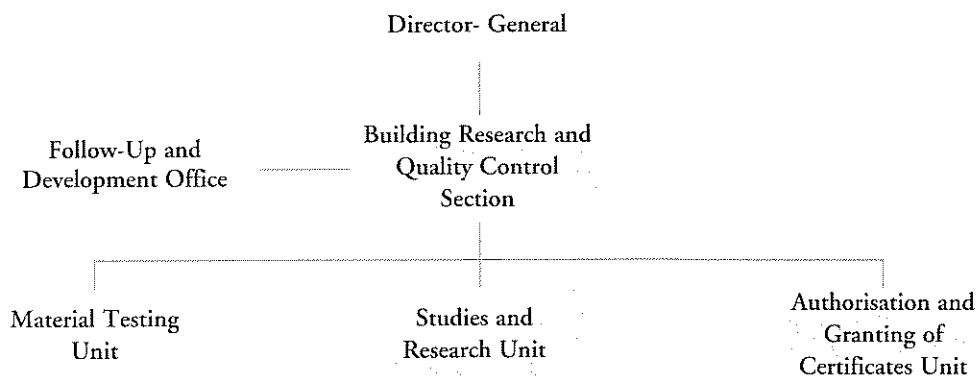 Director- General
Building Research and
Quality Control
Section
Follow-Up and
Development Office
Material Testing
Unit
Studies and
Research Unit
Authorisation and
Granting of
Certificates Unit